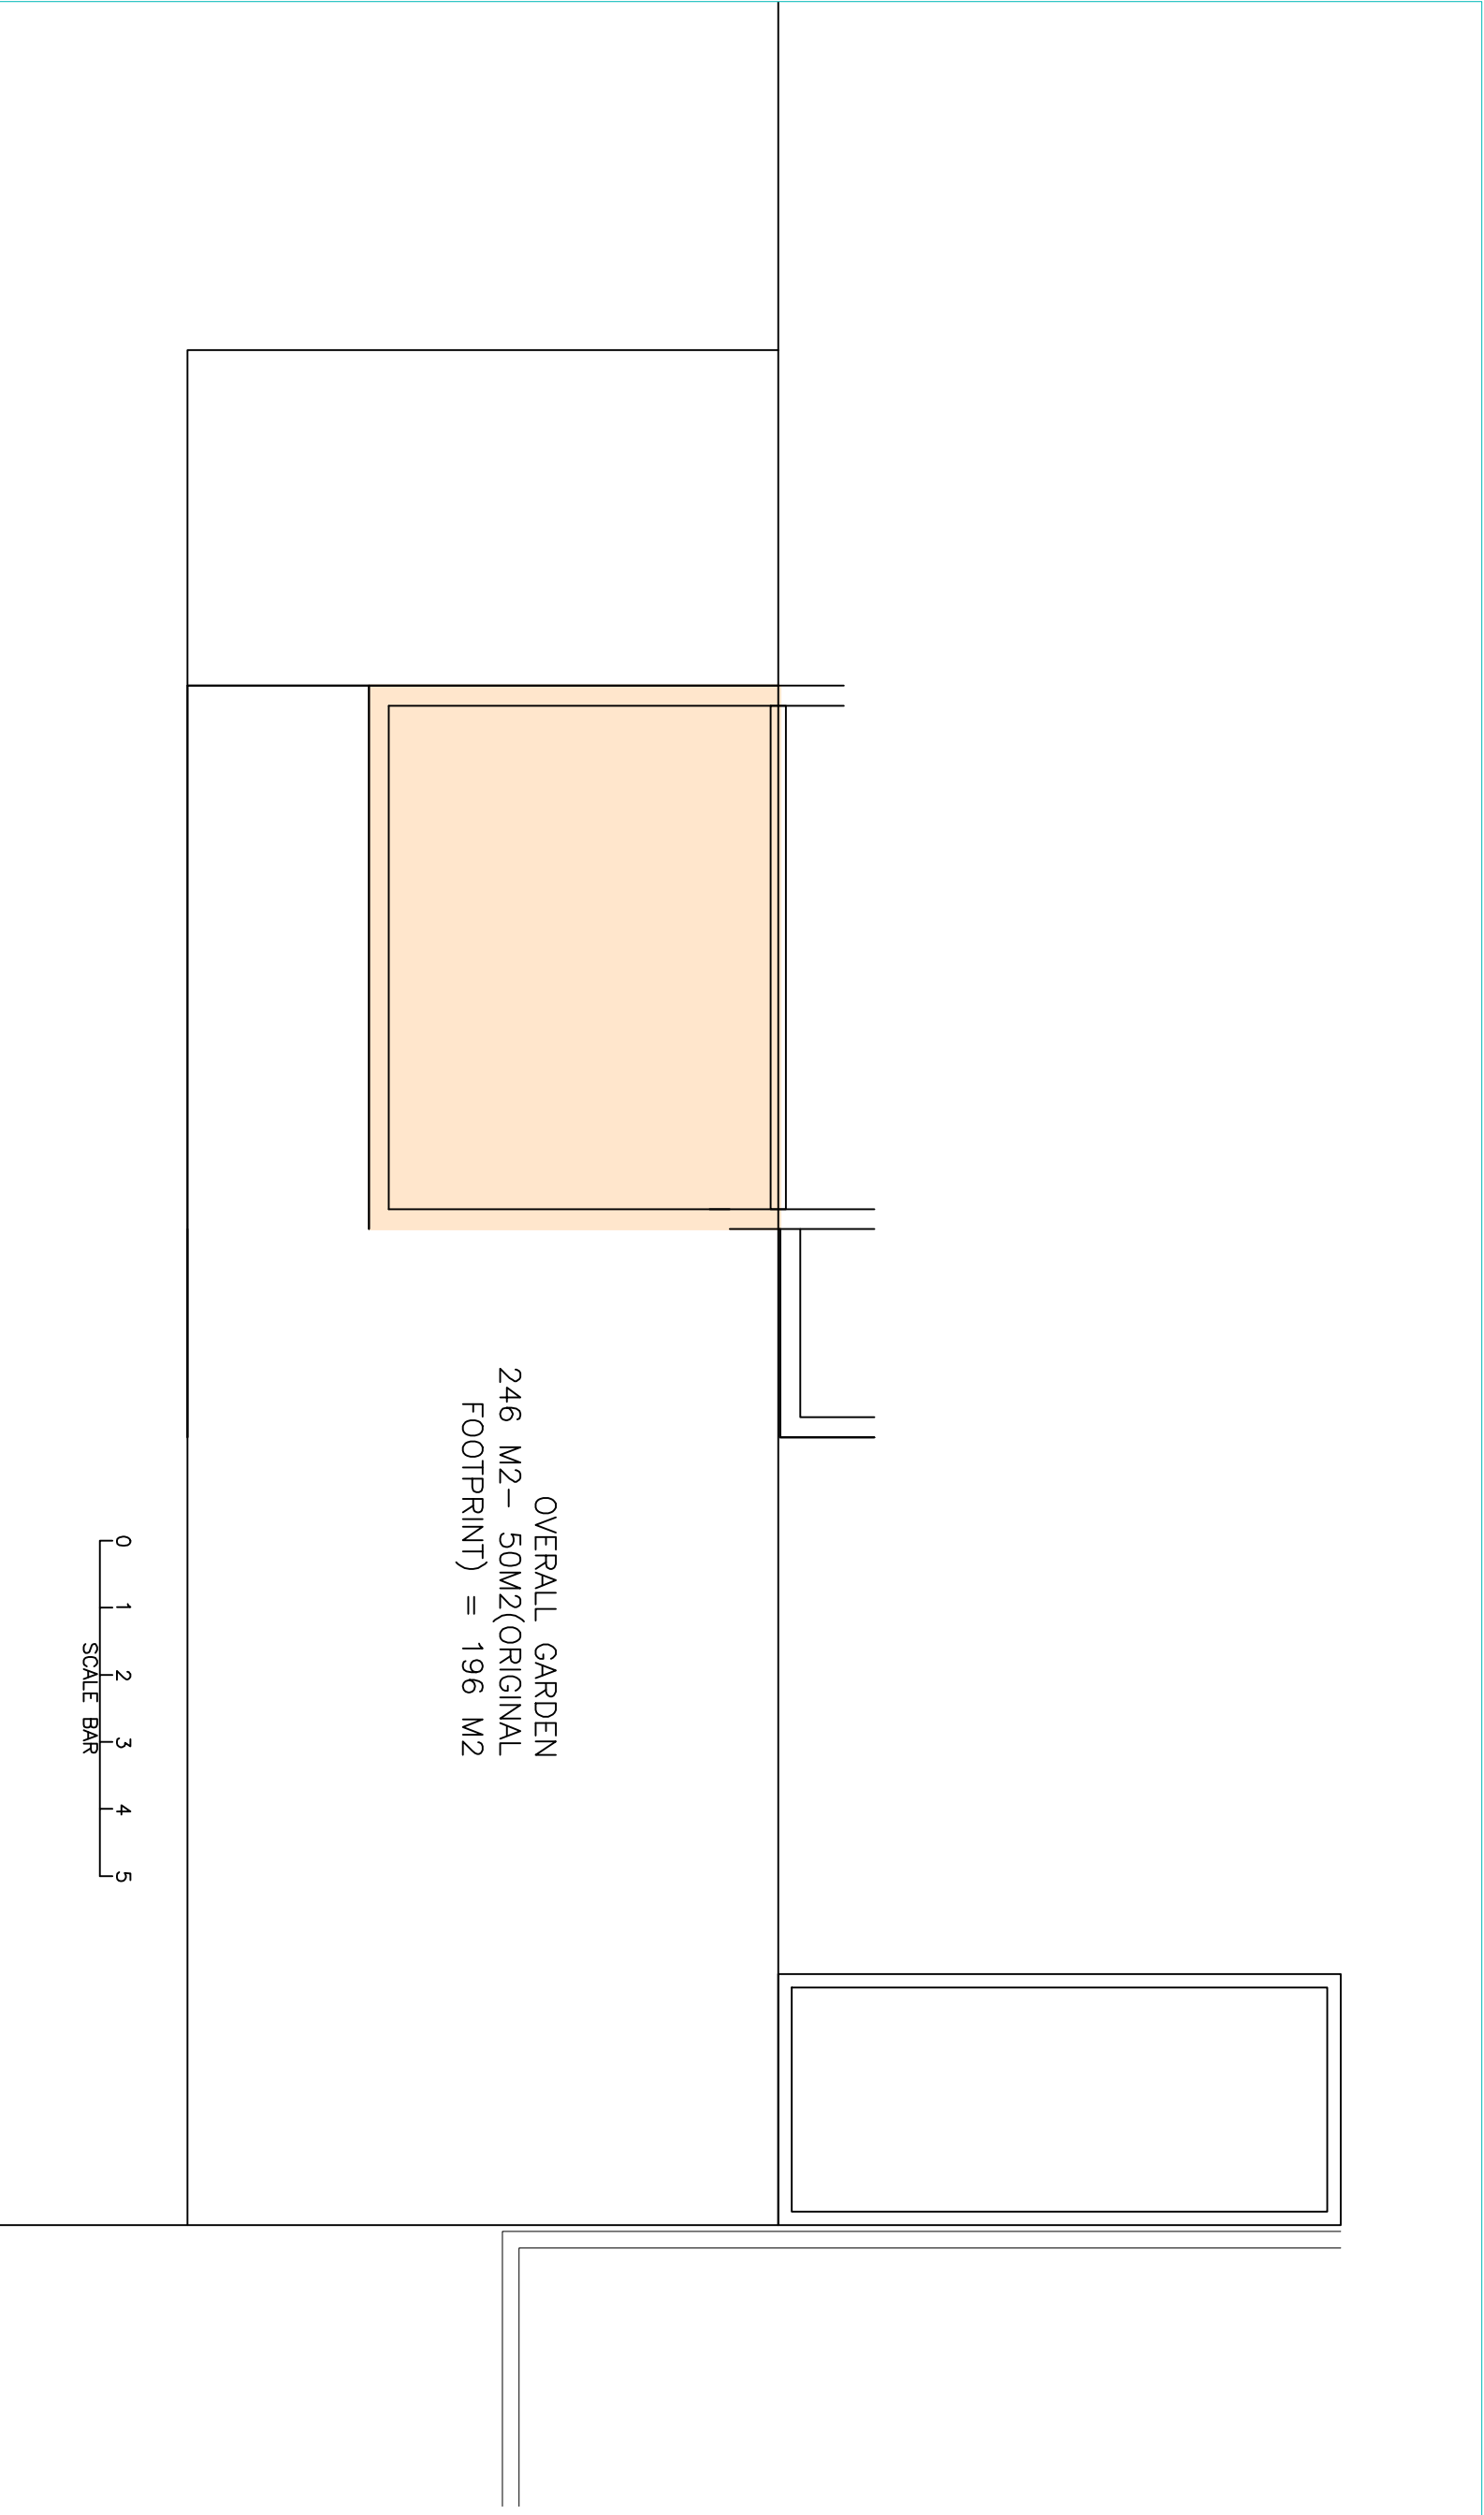 OVERALL GARDEN
246 M2- 50M2(ORIGINAL
FOOTPRINT) = 196 M2
0 1 2 3 4 5
SCALE BAR